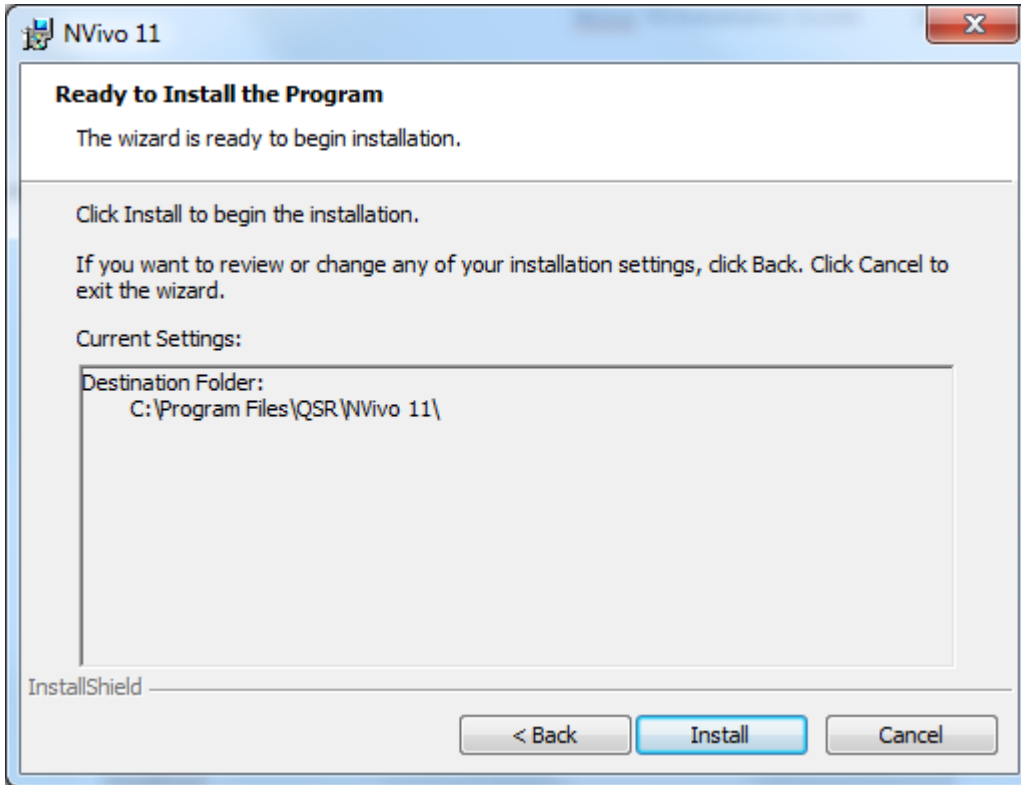 NVivo 11
Ready to Install the Program
The wizard is ready to begin installation.
Click Install to begin the installation.
If you want to review or change any of your installation settings, click Back. Click Cancel to
exit the wizard.
Current Settings:
Destination Folder:
C:\Program Files\QSR\NVivo 11\
InstallShield
< Back
Install
Cancel